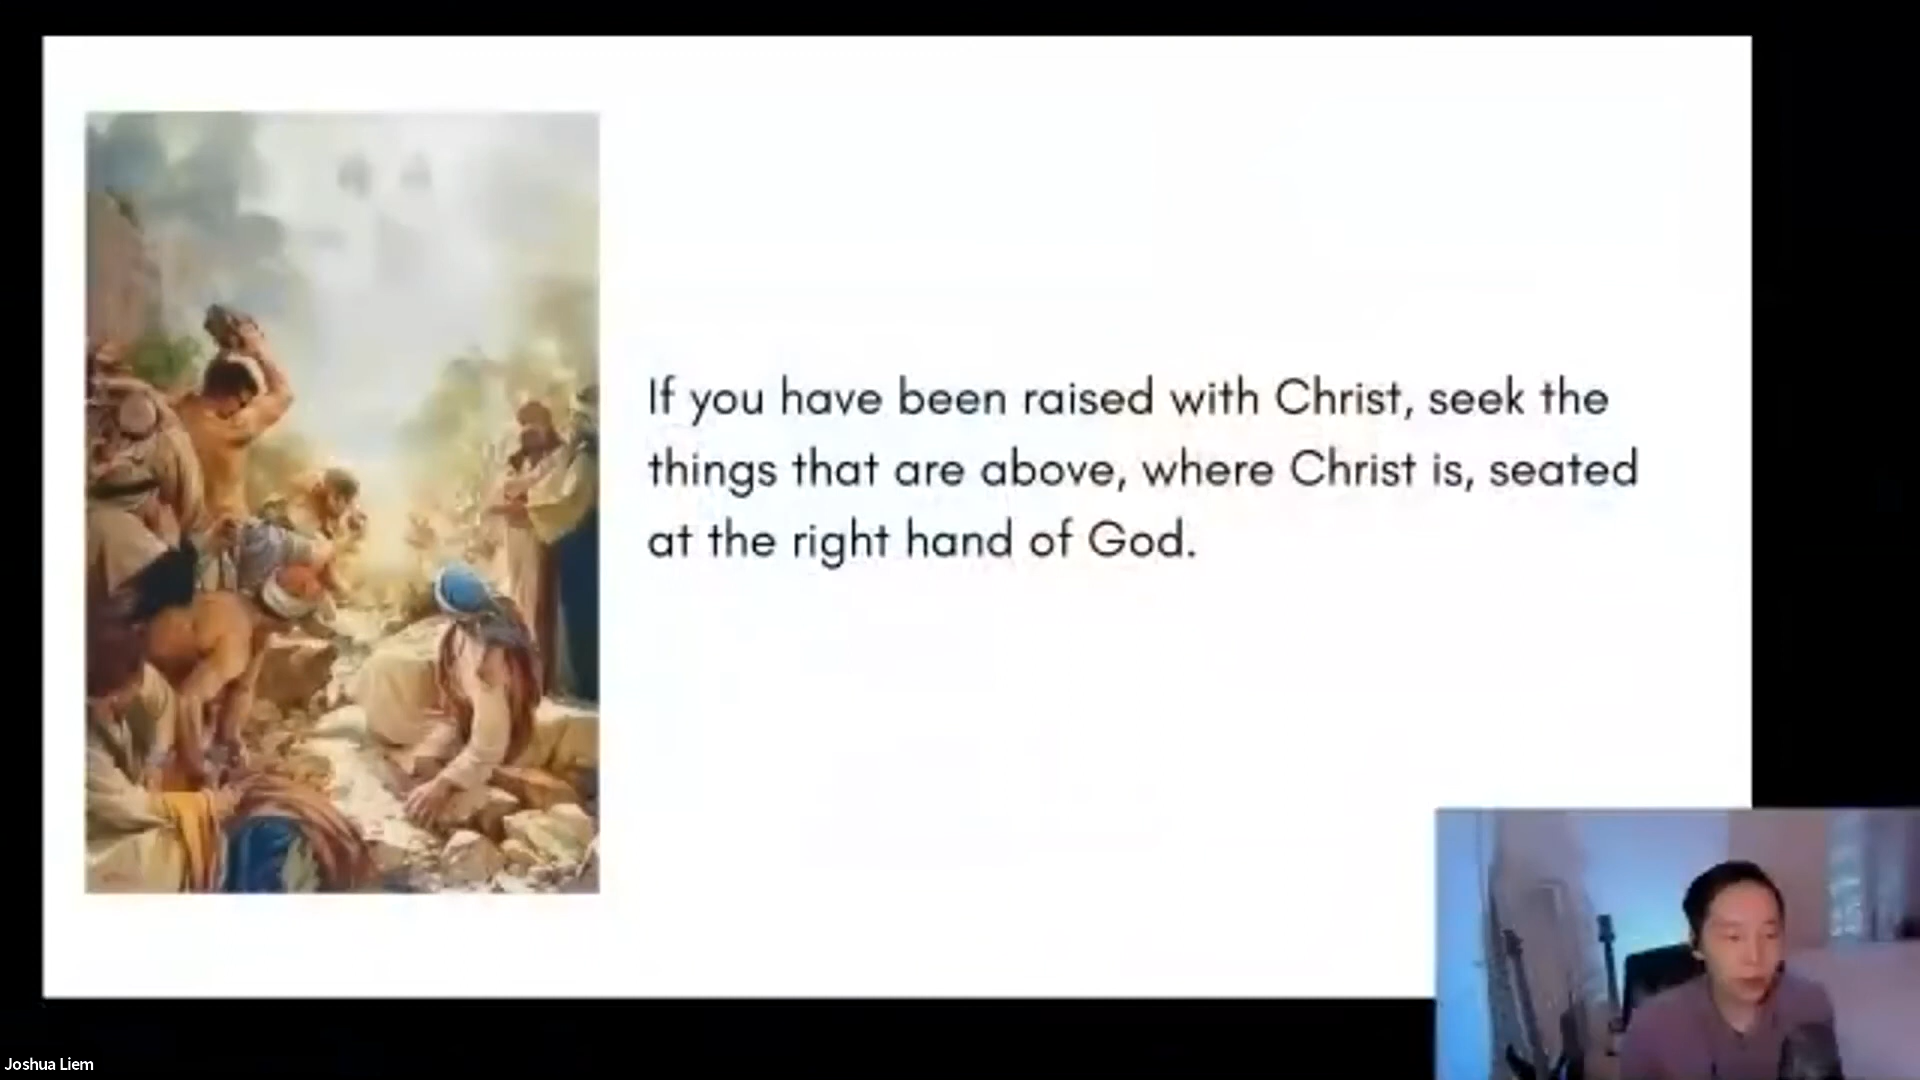 If you have been raised with Christ, seek the
things that are above, where Christ is, seated
at the right hand of God.
Joshua Liem